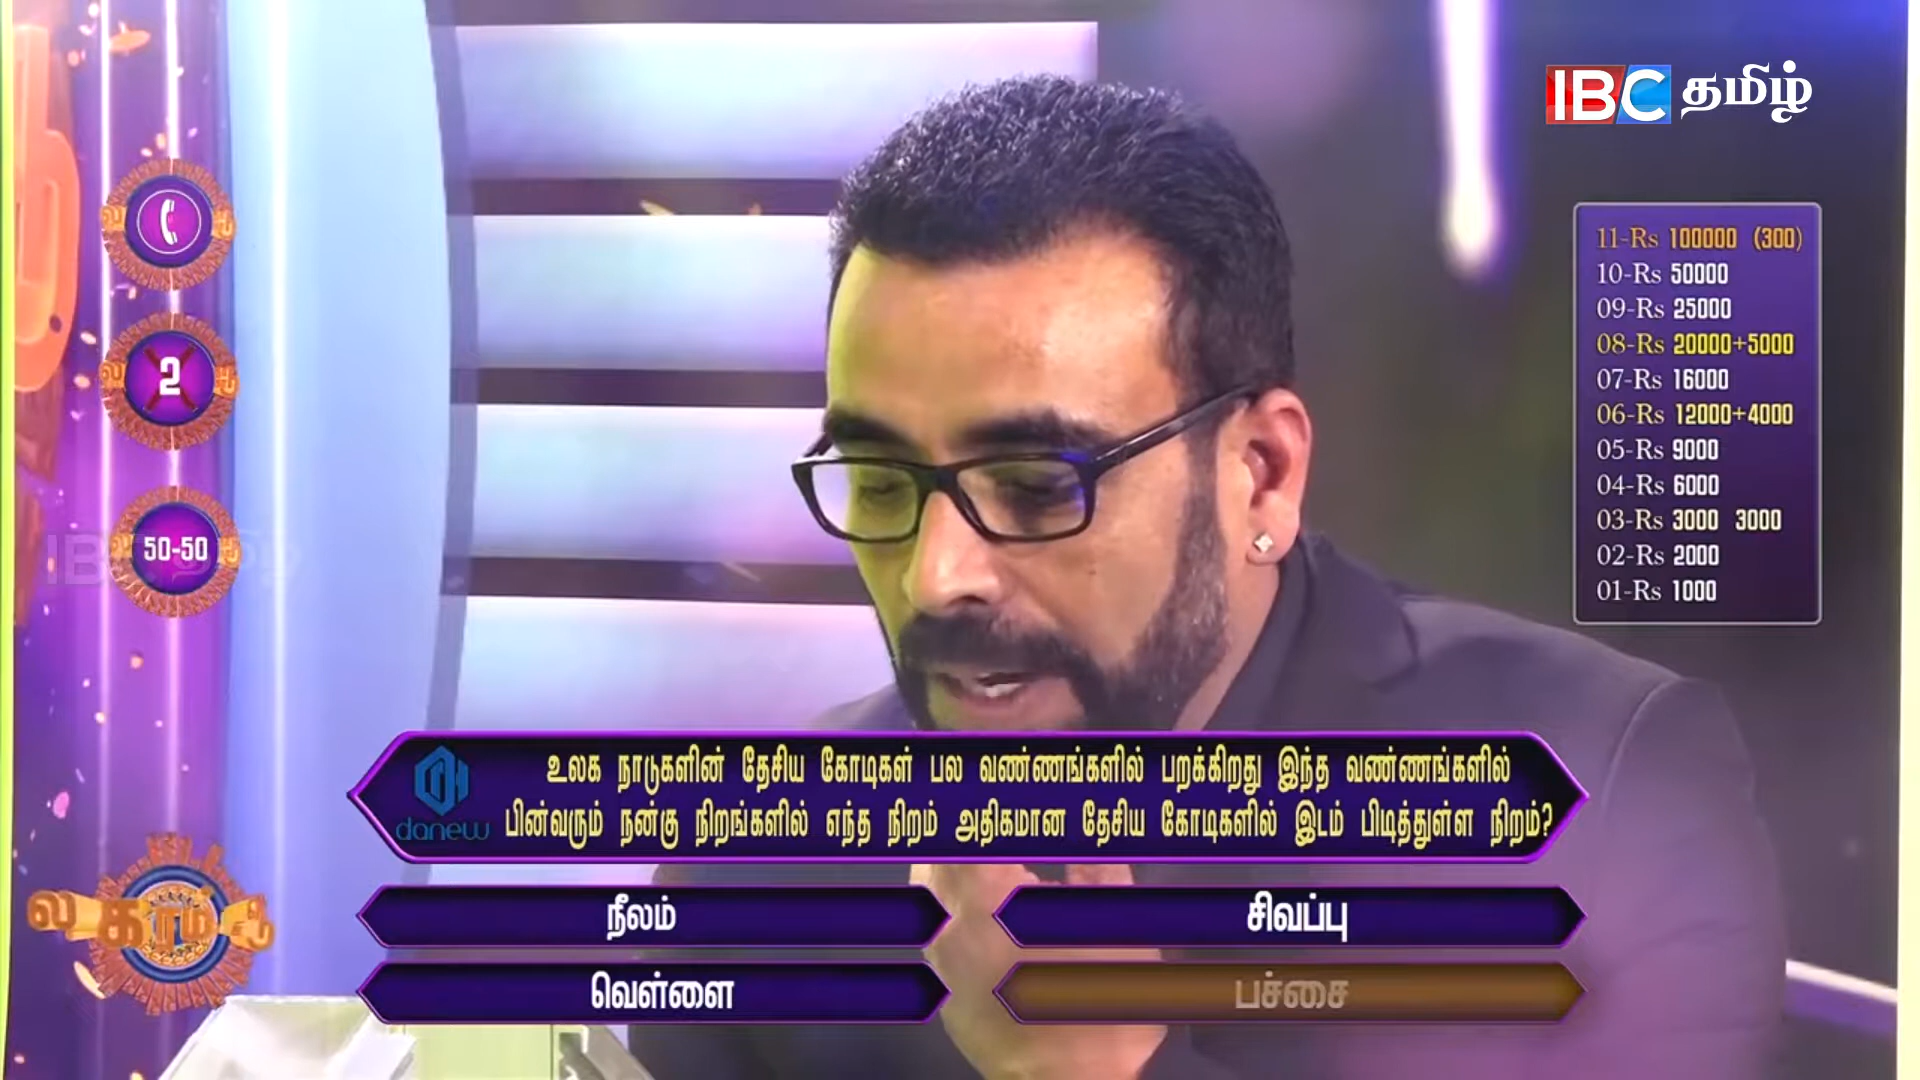 IBC தமிழ்
11-Rs 100000 (300)
10-Rs 50000
09-Rs 25000
08-Rs 20000+5000
07-Rs 16000
06-Rs 12000+4000
05-Rs 9000
04-Rs 6000
03-Rs 3000 3000
02-Rs 2000
01-Rs 1000
2
50-50
IBC தமிழ்
danew
உலக நாடுகளின் தேசிய கோடிகள் பல வண்ணங்களில் பறக்கிறது இந்த வண்ணங்களில்
பின்வரும் நன்கு நிறங்களில் எந்த நிறம் அதிகமான தேசிய கோடிகளில் இடம் பிடித்துள்ள நிறம்?
நீலம்
சிவப்பு
வெள்ளை
பச்சை